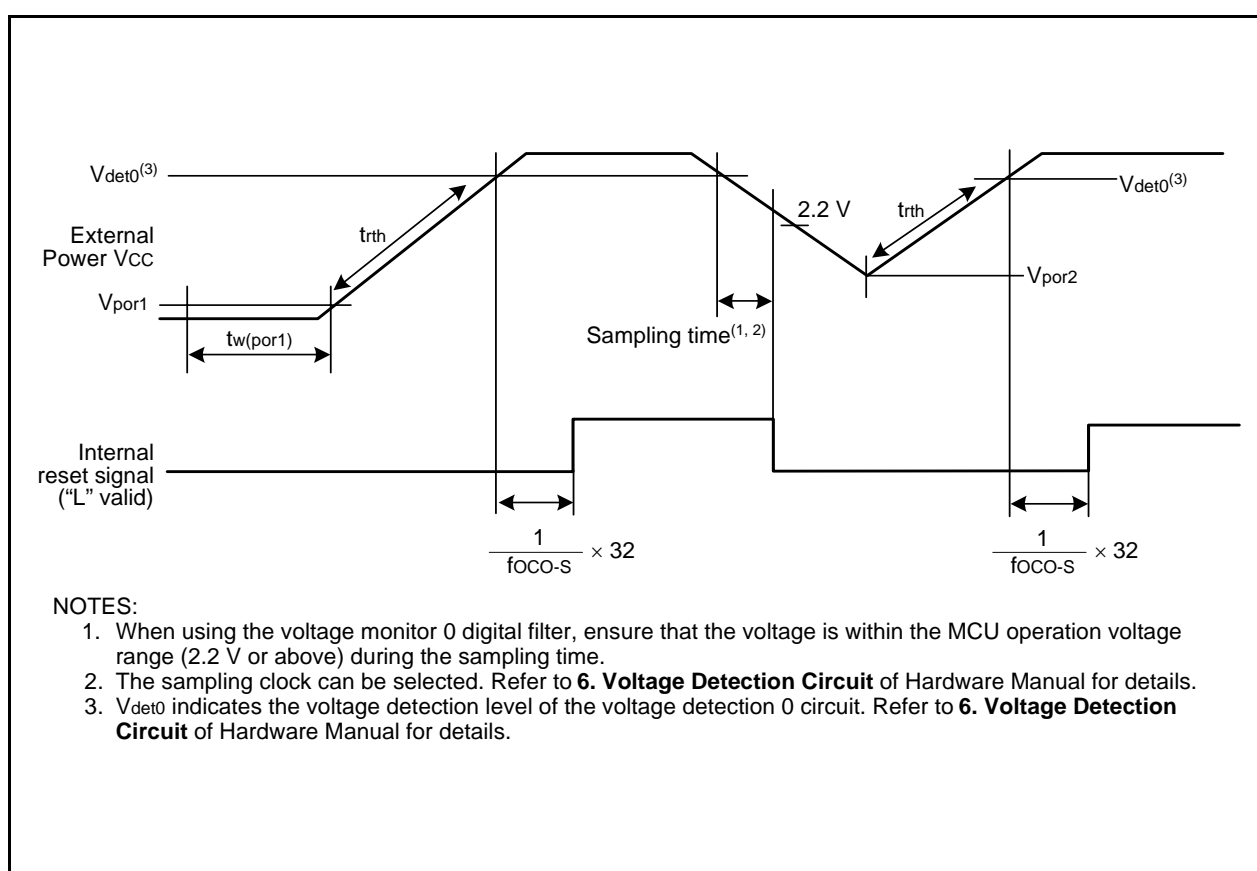 Vdet0(3)
2.2 V
Vdet0(3)
trth
trth
External
Power VCC
Vpor2
Vpor1
Sampling time(1, 2)
tw(por1)
Internal
reset signal
(“L” valid)
1
fOCO-S
× 32
1
fOCO-S
× 32
NOTES:
1. When using the voltage monitor 0 digital filter, ensure that the voltage is within the MCU operation voltage
range (2.2 V or above) during the sampling time.
2. The sampling clock can be selected. Refer to 6. Voltage Detection Circuit of Hardware Manual for details.
3. Vdet0 indicates the voltage detection level of the voltage detection 0 circuit. Refer to 6. Voltage Detection
Circuit of Hardware Manual for details.